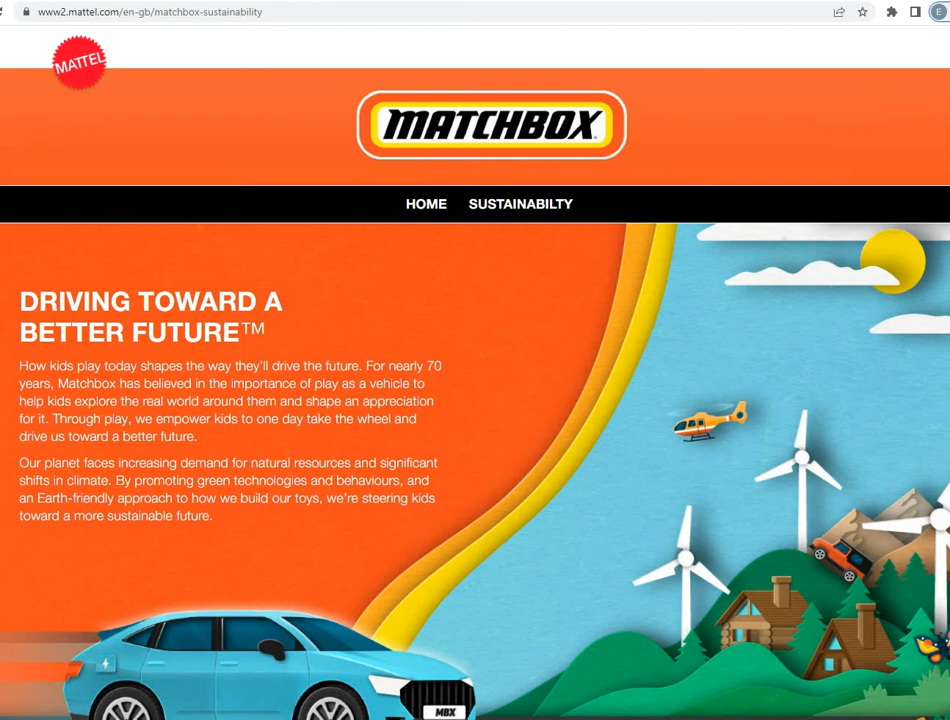 www2.mattel.com/en-gb/matchbox-sustainability
E
MATTEL
MATCHBOX
HOME SUSTAINABILTY
DRIVING TOWARD A
BETTER FUTURE™
How kids play today shapes the way they'll drive the future. For nearly 70
years, Matchbox has believed in the importance of play as a vehicle to
help kids explore the real world around them and shape an appreciation
for it. Through play, we empower kids to one day take the wheel and
drive us toward a better future.
Our planet faces increasing demand for natural resources and significant
shifts in climate. By promoting green technologies and behaviours, and
an Earth-friendly approach to how we build our toys, we're steering kids
toward a more sustainable future.
MBX